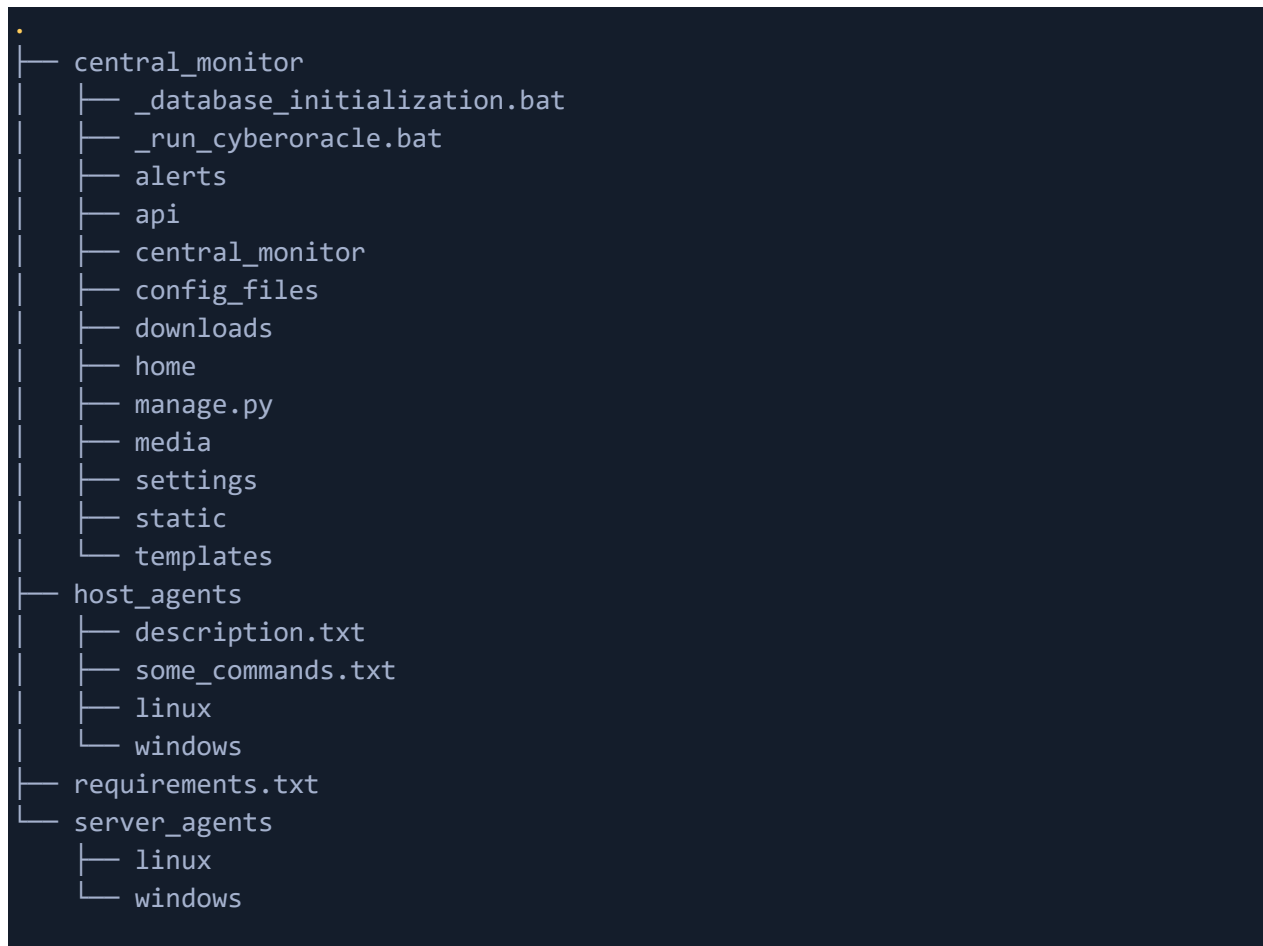 .
├── central_monitor
│   ├── _database_initialization.bat
│   ├── _run_cyberoracle.bat
│   ├── alerts
│   ├── api
│   ├── central_monitor
│   ├── config_files
│   ├── downloads
│   ├── home
│   ├── manage.py
│   ├── media
│   ├── settings
│   ├── static
│   └── templates
├── host_agents
│   ├── description.txt
│   ├── some_commands.txt
│   ├── linux
│   └── windows
├── requirements.txt
└── server_agents
    ├── linux
    └── windows